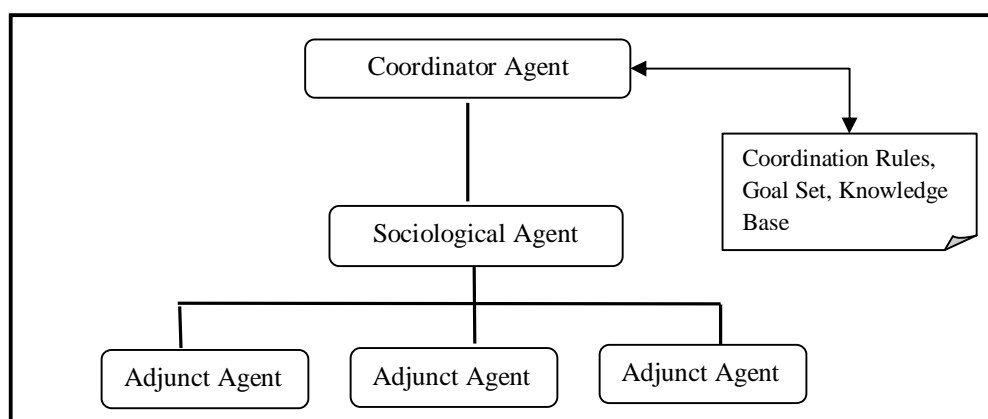 Coordinator Agent
Coordination Rules,
Goal Set, Knowledge
Base
Sociological Agent
Adjunct Agent
Adjunct Agent
Adjunct Agent